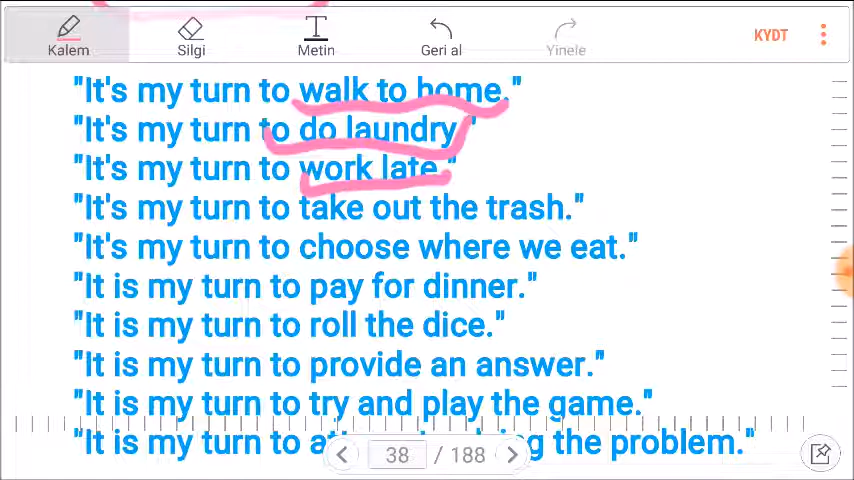 Kalem Silgi Metin Geri al Yinele KYDT
"It's my turn to walk to home."
"It's my turn to do laundry."
"It's my turn to work late."
"It's my turn to take out the trash."
"It's my turn to choose where we eat."
"It is my turn to pay for dinner."
"It is my turn to roll the dice."
"It is my turn to provide an answer."
"It is my turn to try and play the game."
"It is my turn to the problem."
38 / 188